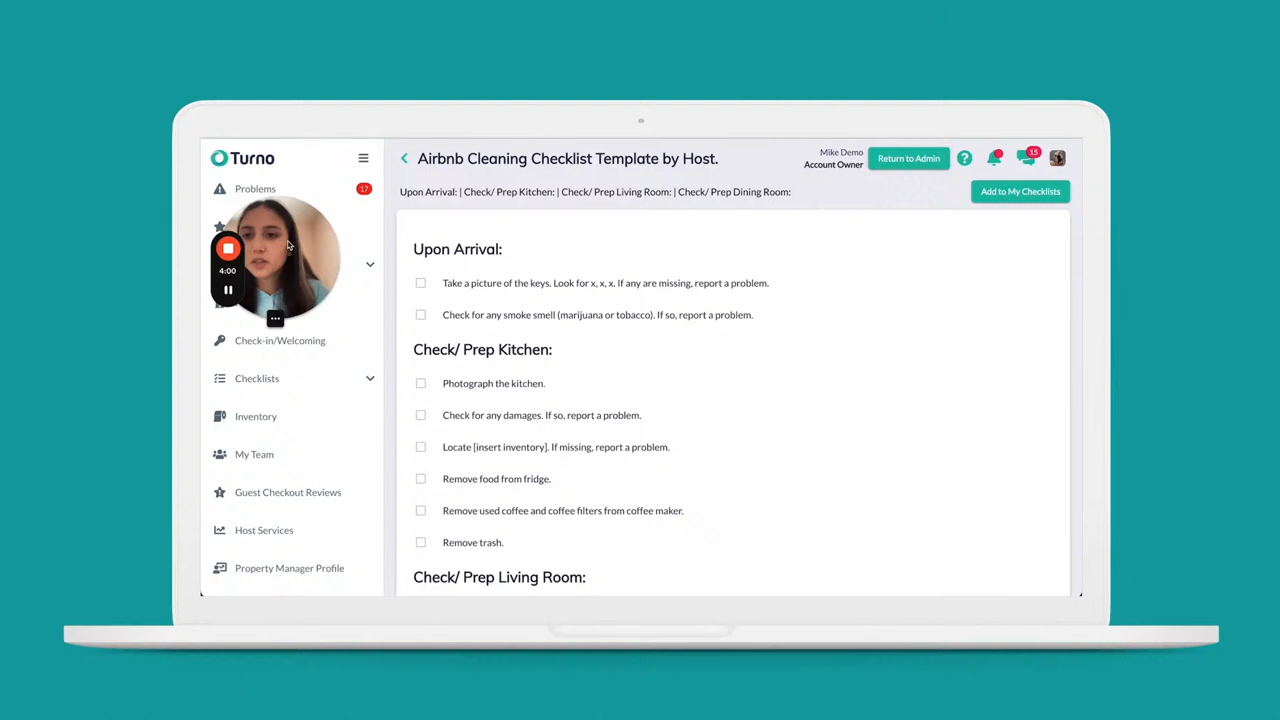 Turno
Airbnb Cleaning Checklist Template by Host.
Mike Demo
Account Owner
Return to Admin
15
Upon Arrival: | Check/ Prep Kitchen: | Check/ Prep Living Room: | Check/ Prep Dining Room:
Add to My Checklists
Problems
17
4:00
Check-in/Welcoming
Checklists
Inventory
My Team
Guest Checkout Reviews
Host Services
Property Manager Profile
Upon Arrival:
Take a picture of the keys. Look for x, x, x. If any are missing, report a problem.
Check for any smoke smell (marijuana or tobacco). If so, report a problem.
Check/ Prep Kitchen:
Photograph the kitchen.
Check for any damages. If so, report a problem.
Locate [insert inventory]. If missing, report a problem.
Remove food from fridge.
Remove used coffee and coffee filters from coffee maker.
Remove trash.
Check/ Prep Living Room: